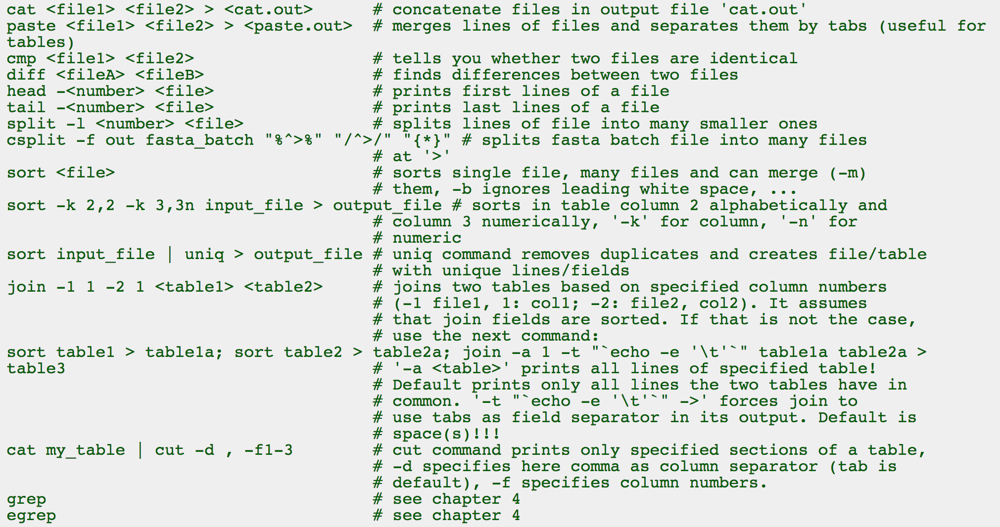 cat <file1> <file2> > <cat.out>      # concatenate files in output file 'cat.out'
paste <file1> <file2> > <paste.out>  # merges lines of files and separates them by tabs (useful for
tables)
cmp <file1> <file2>                  # tells you whether two files are identical
diff <fileA> <fileB>                 # finds differences between two files
head -<number> <file>                # prints first lines of a file
tail -<number> <file>                # prints last lines of a file
split -l <number> <file>             # splits lines of file into many smaller ones
csplit -f out fasta_batch "%^>%" "/^>/" "{*}" # splits fasta batch file into many files
                                     # at '>'
sort <file>                          # sorts single file, many files and can merge (-m)
                                     # them, -b ignores leading white space, ...
sort -k 2,2 -k 3,3n input_file > output_file # sorts in table column 2 alphabetically and
                                     # column 3 numerically, '-k' for column, '-n' for
                                     # numeric
sort input_file | uniq > output_file # uniq command removes duplicates and creates file/table
                                     # with unique lines/fields
join -1 1 -2 1 <table1> <table2>     # joins two tables based on specified column numbers
                                     # (-1 file1, 1: col1; -2: file2, col2). It assumes
                                     # that join fields are sorted. If that is not the case,
                                     # use the next command:
sort table1 > table1a; sort table2 > table2a; join -a 1 -t "`echo -e '\t'`" table1a table2a >
table3                               # '-a <table>' prints all lines of specified table!
                                     # Default prints only all lines the two tables have in
                                     # common. '-t "`echo -e '\t'`" ->' forces join to
                                     # use tabs as field separator in its output. Default is
                                     # space(s)!!!
cat my_table | cut -d , -f1-3        # cut command prints only specified sections of a table,
                                     # -d specifies here comma as column separator (tab is
                                     # default), -f specifies column numbers.
grep                                 # see chapter 4
egrep                                # see chapter 4